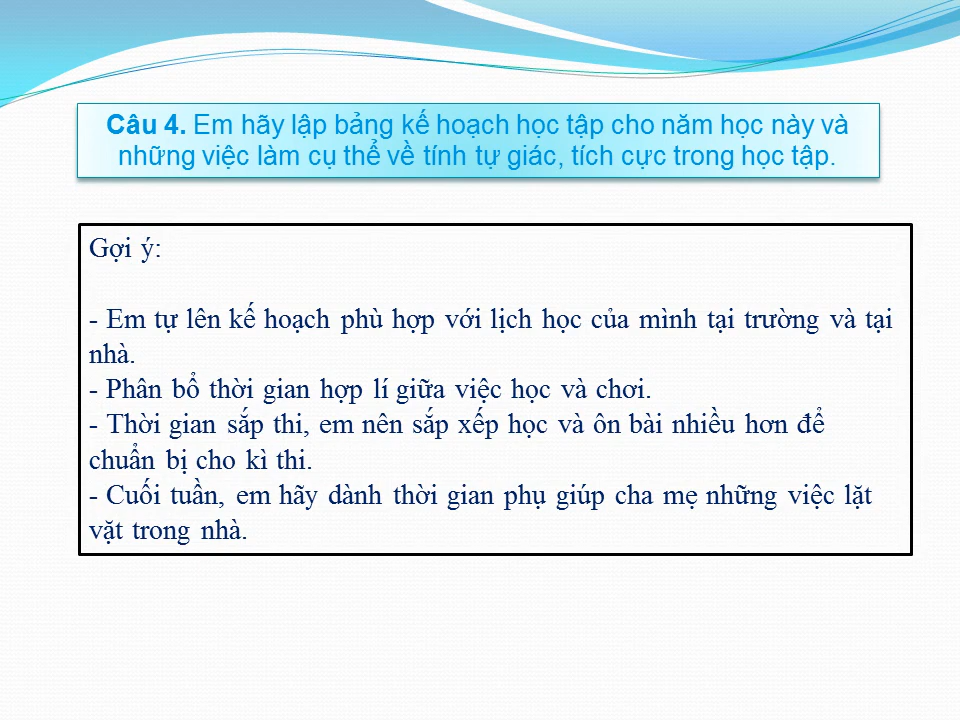 Câu 4. Em hãy lập bảng kế hoạch học tập cho năm học này và
những việc làm cụ thể về tính tự giác, tích cực trong học tập.
Gợi ý:
- Em tự lên kế hoạch phù hợp với lịch học của mình tại trường và tại
nhà.
- Phân bổ thời gian hợp lí giữa việc học và chơi.
- Thời gian sắp thi, em nên sắp xếp học và ôn bài nhiều hơn để
chuẩn bị cho kì thi.
- Cuối tuần, em hãy dành thời gian phụ giúp cha mẹ những việc lặt
vặt trong nhà.